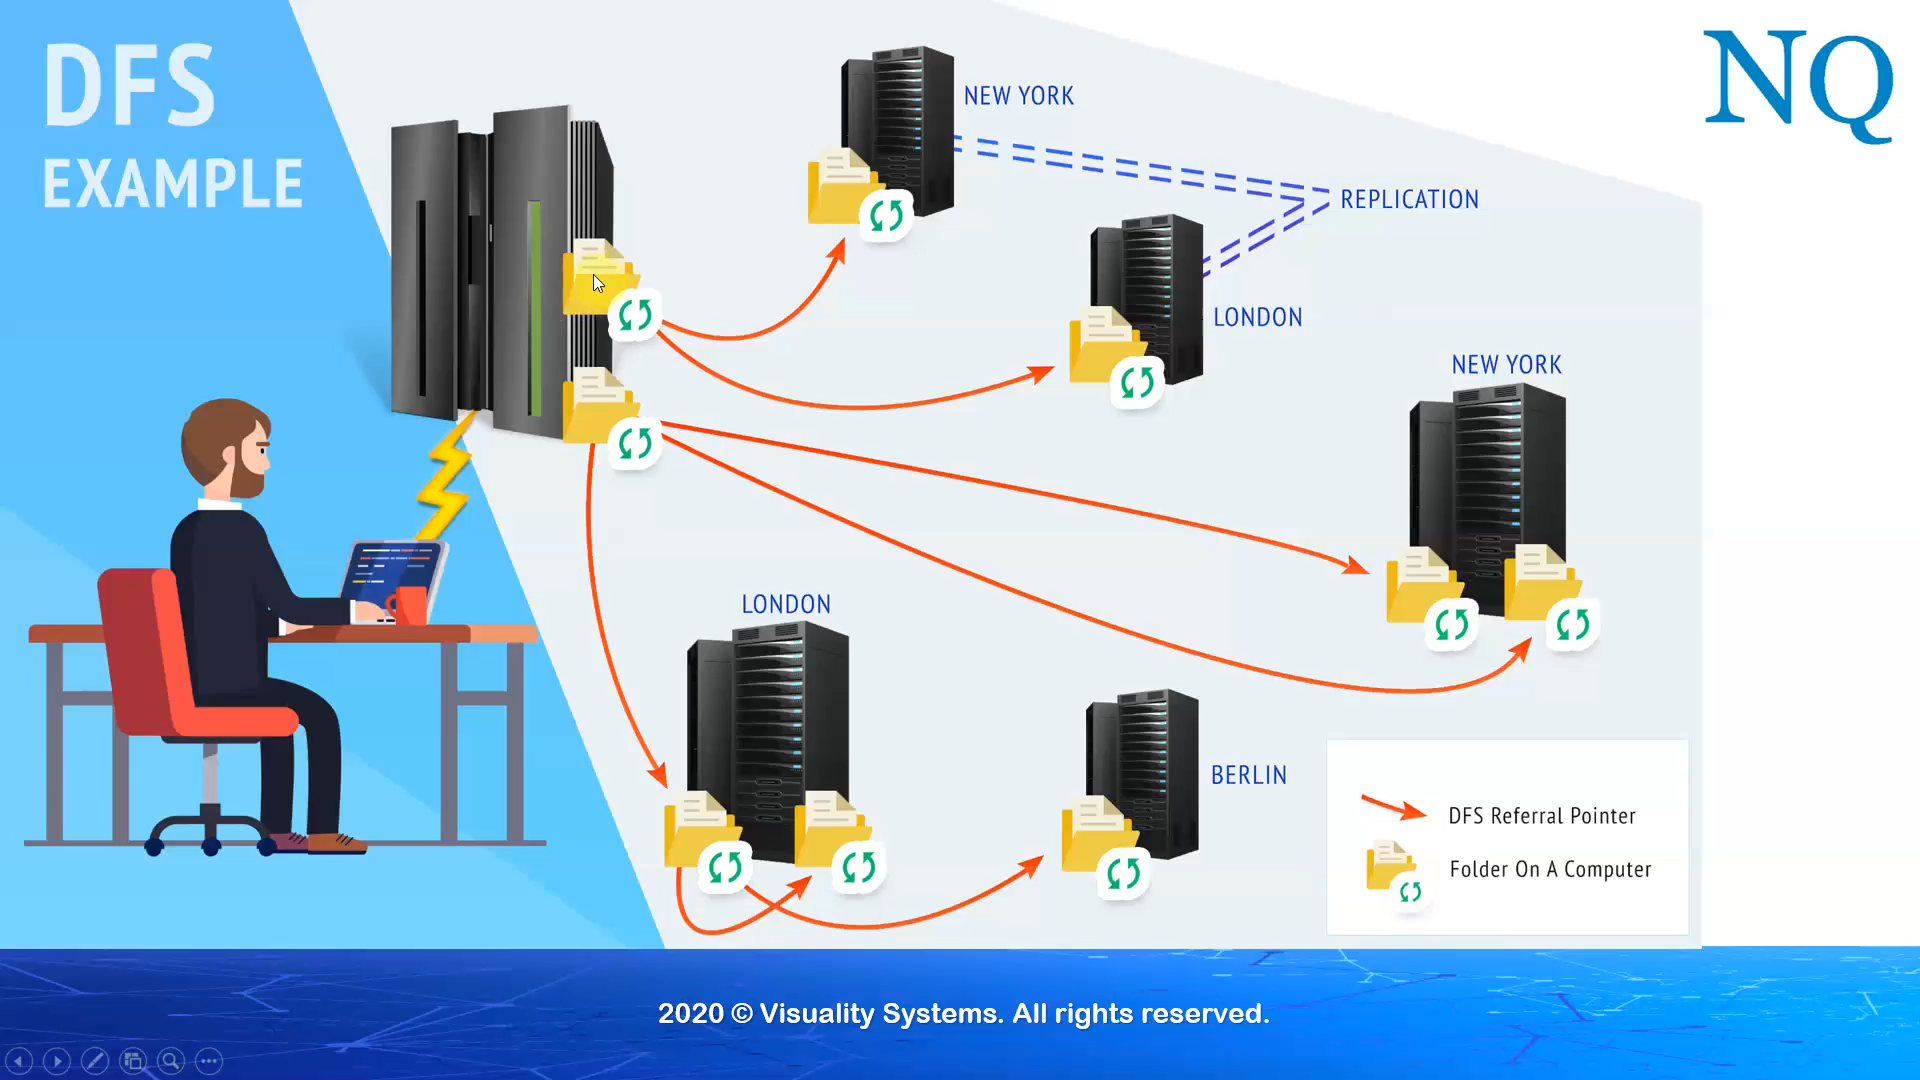 DFS
EXAMPLE
NQ
NEW YORK
REPLICATION
LONDON
NEW YORK
LONDON
BERLIN
DFS Referral Pointer
Folder On A Computer
2020 © Visuality Systems. All rights reserved.